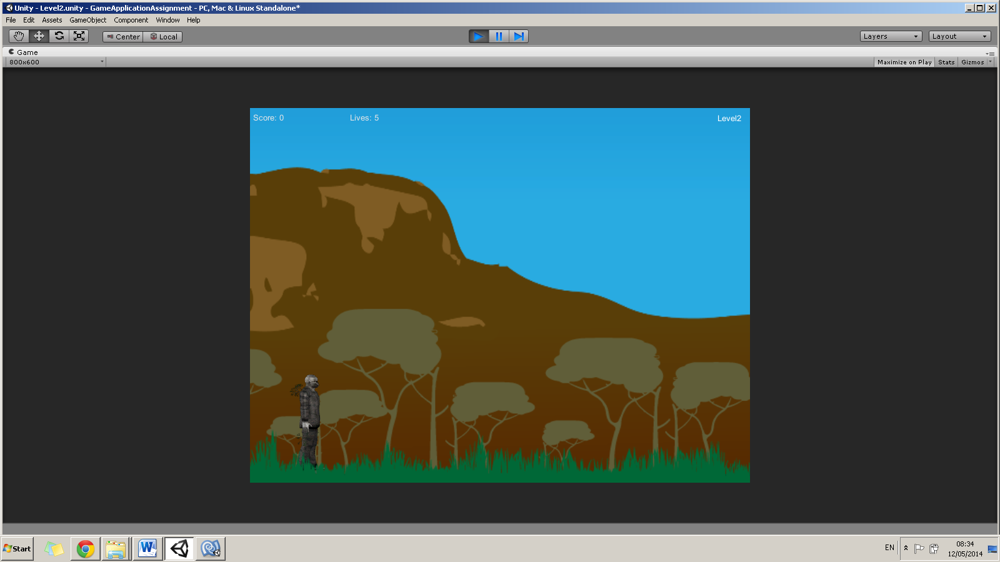 Unity - Level2.unity - GameApplicationAssignment - PC, Mac & Linux Standalone*
File Edit Assets GameObject Component Window Help
Center Local Layers Layout
Game
800x600 Maximize on Play Stats Gizmos
Score: 0 Lives: 5 Level2
Start EN 08:34
12/05/2014